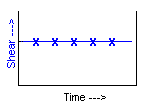 Shear --->
x x x x x
Time --->